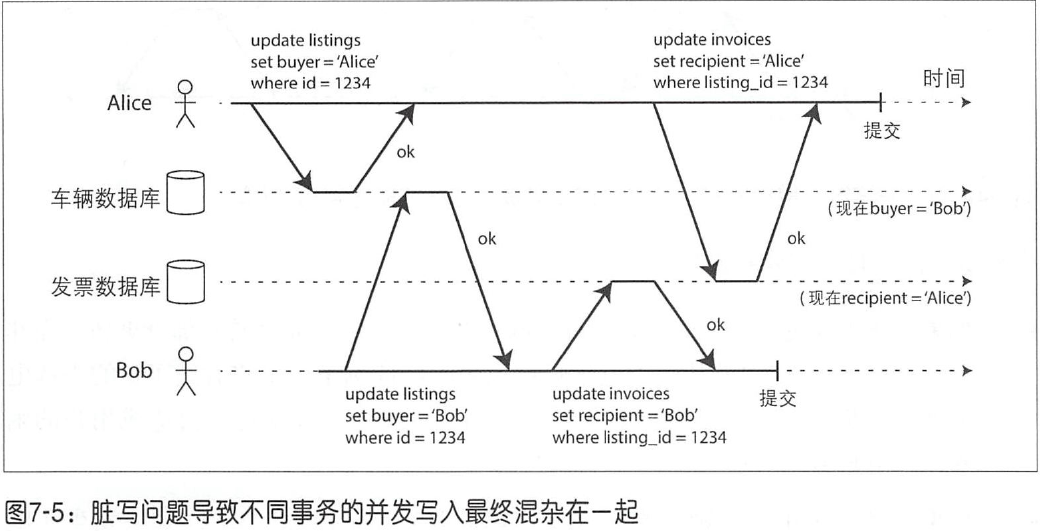 update listings
set buyer = ‘Alice’
where id = 1234
update invoices
set recipient = ‘Alice’
where listing_id = 1234
时间
Alice
提交
ok
车辆数据库
(现在buyer = ‘Bob’)
ok
ok
发票数据库
(现在recipient = ‘Alice’)
ok
Bob
提交
update listings
set buyer = ‘Bob’
where id = 1234
update invoices
set recipient = ‘Bob’
where listing_id = 1234
图7-5：脏写问题导致不同事务的并发写入最终混杂在一起